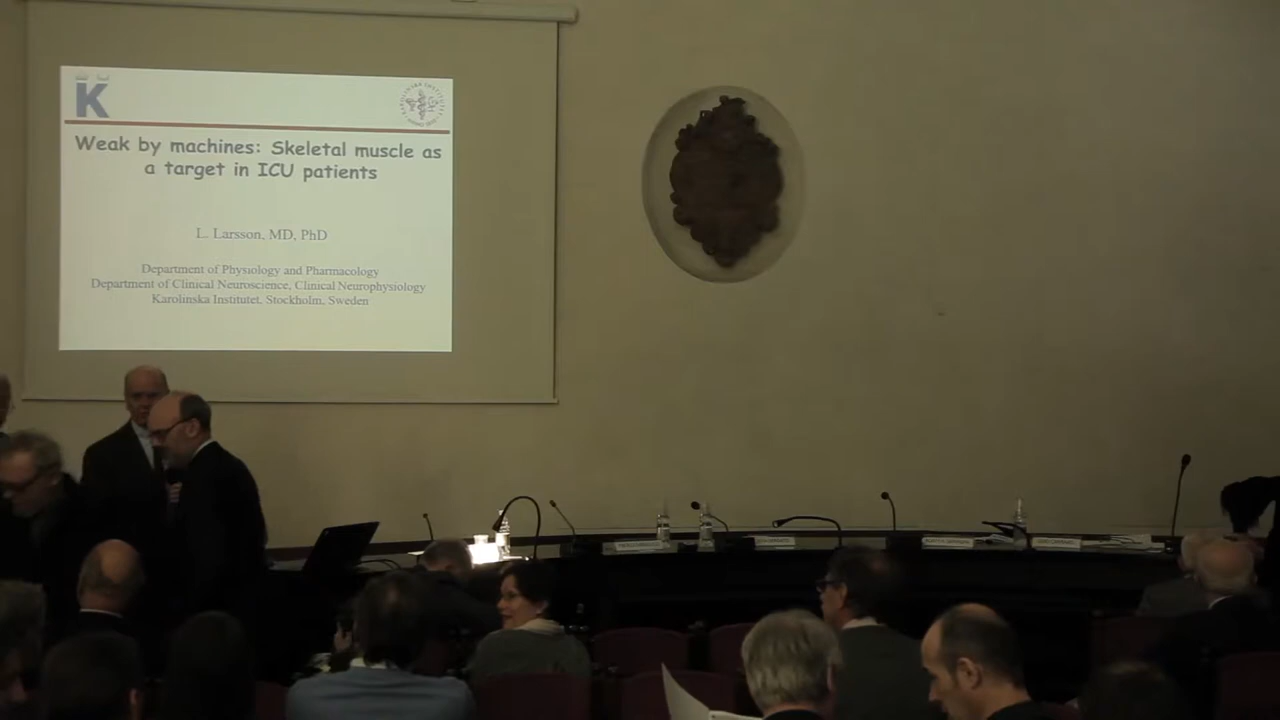 K
Weak by machines: Skeletal muscle as
a target in ICU patients
L. Larsson, MD, PhD
Department of Physiology and Pharmacology
Department of Clinical Neuroscience, Clinical Neurophysiology
Karolinska Institutet, Stockholm, Sweden